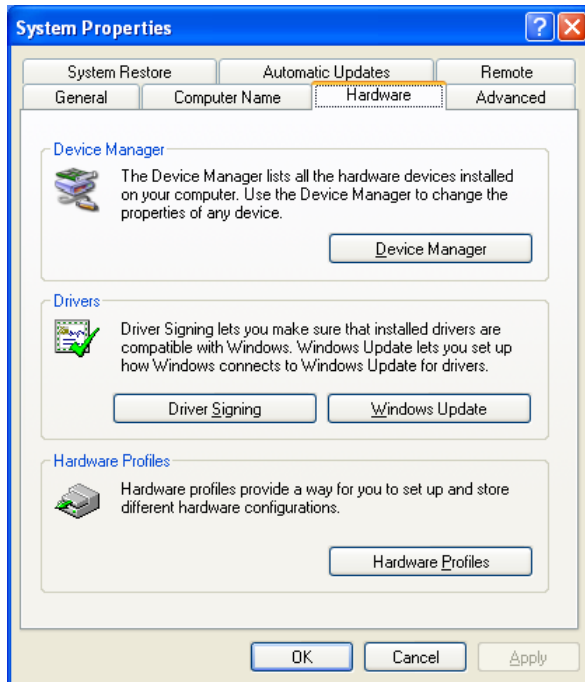 System Properties
System Restore Automatic Updates Remote
General Computer Name Hardware Advanced
Device Manager
The Device Manager lists all the hardware devices installed
on your computer. Use the Device Manager to change the
properties of any device.
Device Manager
Drivers
Driver Signing lets you make sure that installed drivers are
compatible with Windows. Windows Update lets you set up
how Windows connects to Windows Update for drivers.
Driver Signing Windows Update
Hardware Profiles
Hardware profiles provide a way for you to set up and store
different hardware configurations.
Hardware Profiles
OK Cancel Apply